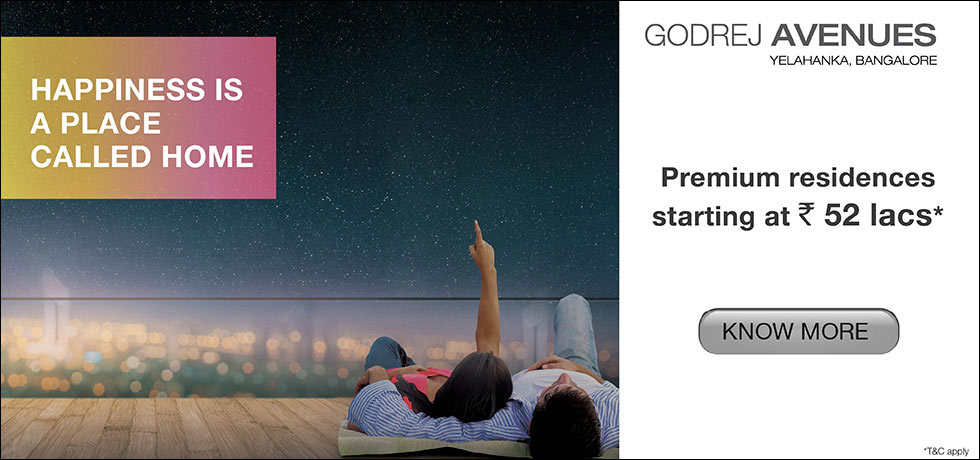 HAPPINESS IS
A PLACE
CALLED HOME
GODREJ AVENUES
YELAHANKA, BANGALORE
Premium residences
starting at ₹ 52 lacs*
KNOW MORE
*T&C apply